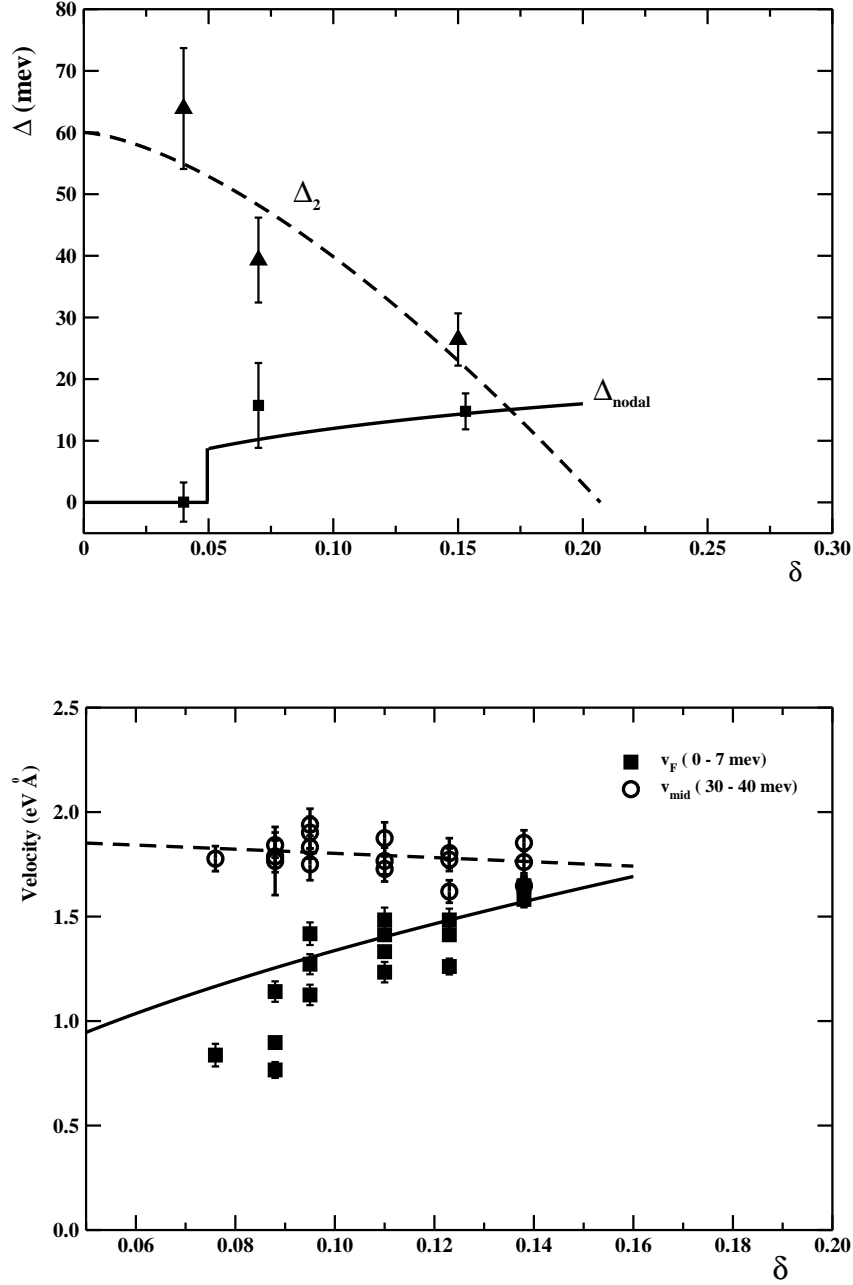 80
70
Δ (mev)
60
Δ2
50
40
30
20
Δnodal
10
0
0 0.05 0.10 0.15 0.20 0.25 0.30
δ
2.5
vF ( 0 - 7 mev)
vmid ( 30 - 40 mev)
2.0
Velocity (eV Å)
1.5
1.0
0.5
0.0
0.06 0.08 0.10 0.12 0.14 0.16 0.18 0.20
δ